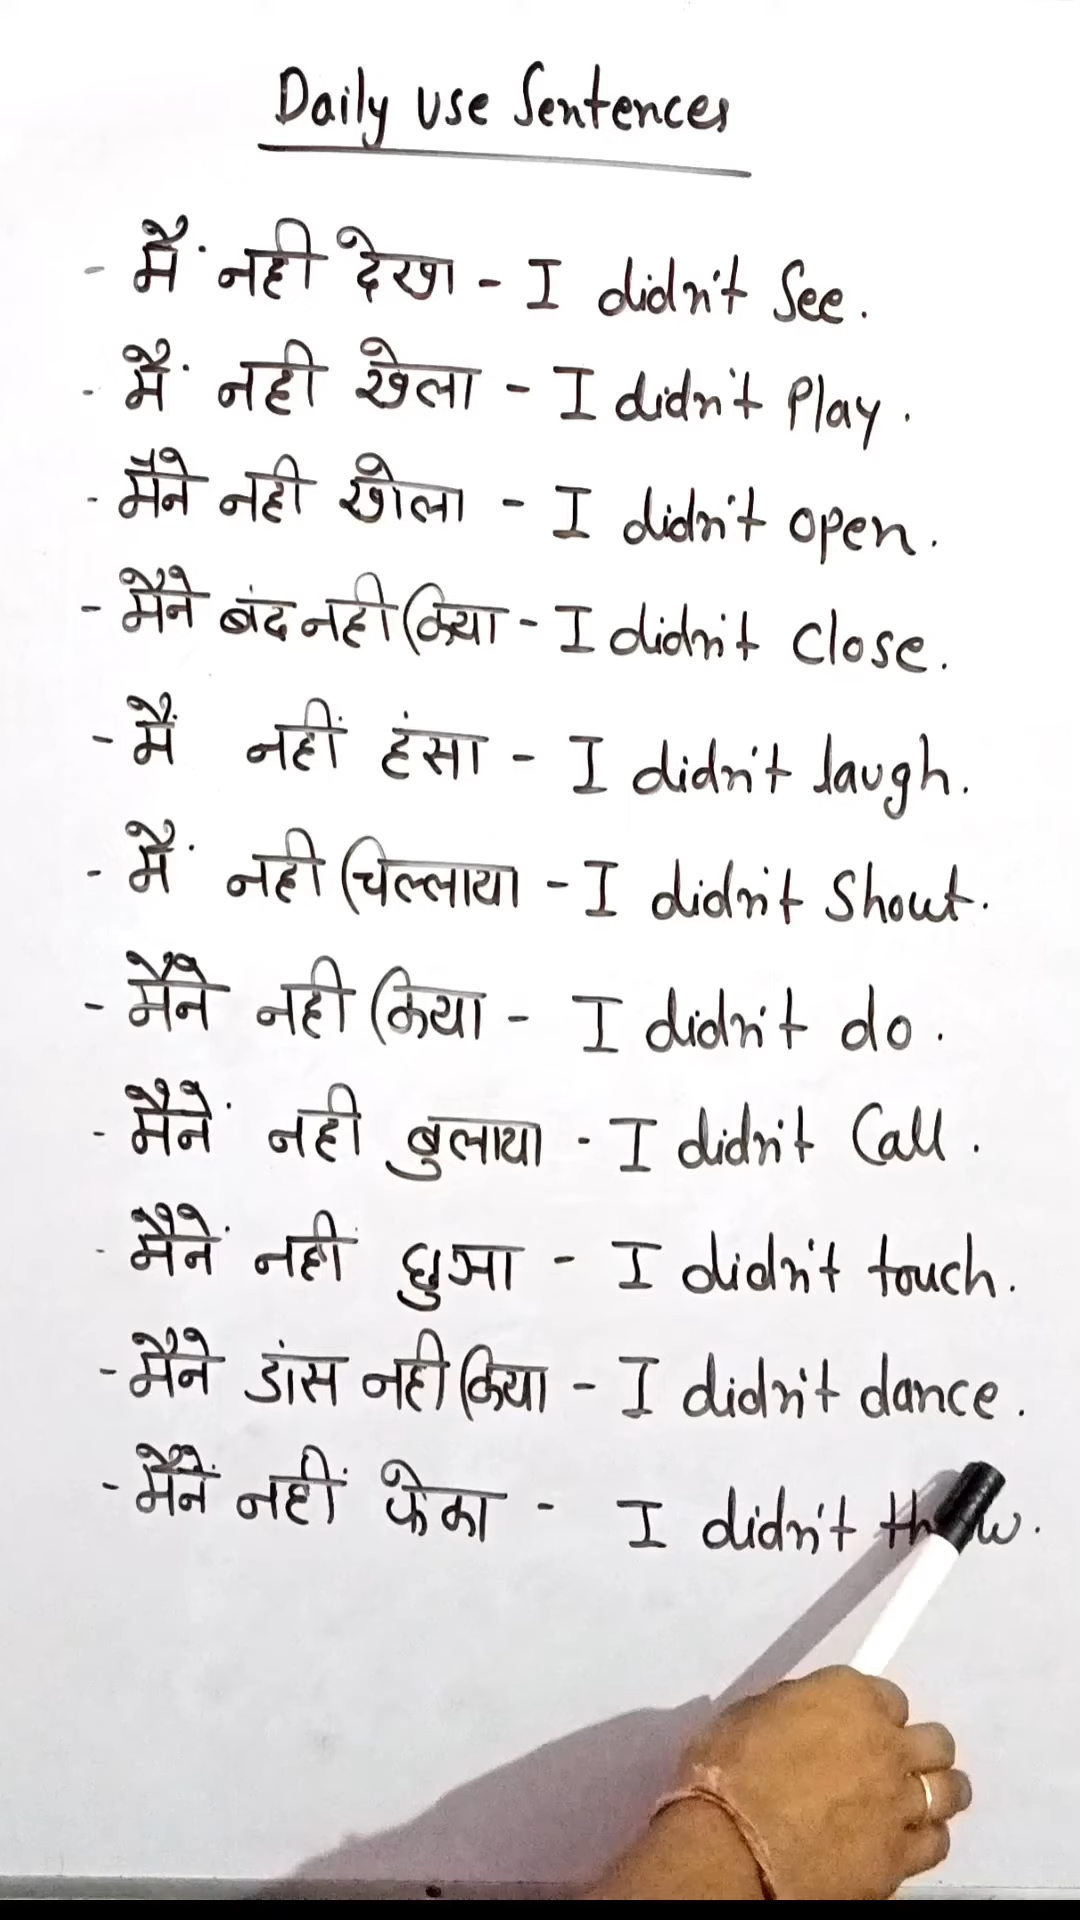 Daily use Sentences
- मैं नही देखा - I didn't See.
- मैं नही खेला - I didn't Play.
- मैने नही खोला - I didn't open.
- मैने बंद नही किया - I didn't Close.
- मैं नहीं हंसा - I didn't laugh.
- मैं नही चिल्लाया - I didn't Shout.
- मैने नही किया - I didn't do.
- मैनें नही बुलाया - I didn't Call.
- मैनें नहीं छुआ - I didn't touch.
- मैने डांस नही किया - I didn't dance.
- मैनें नहीं फेका - I didn't